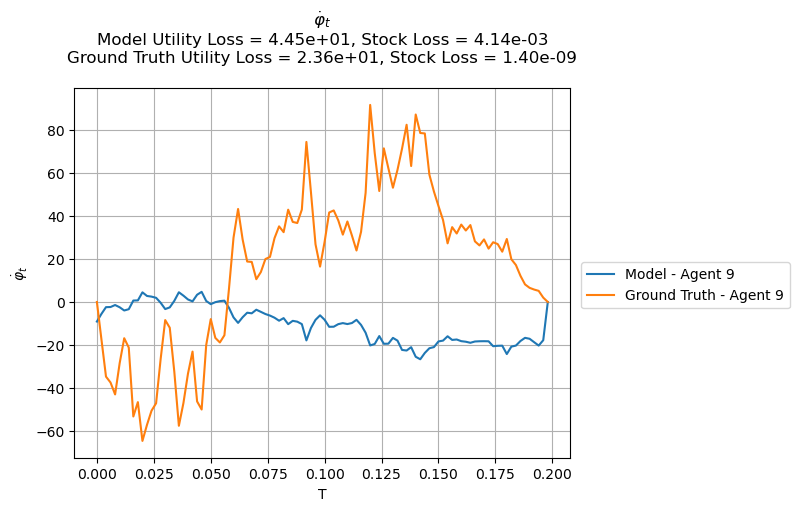 φ̇ₜ
Model Utility Loss = 4.45e+01, Stock Loss = 4.14e-03
Ground Truth Utility Loss = 2.36e+01, Stock Loss = 1.40e-09
80
60
40
20
0
−20
−40
−60
φ̇ₜ
0.000 0.025 0.050 0.075 0.100 0.125 0.150 0.175 0.200
T
Model - Agent 9
Ground Truth - Agent 9